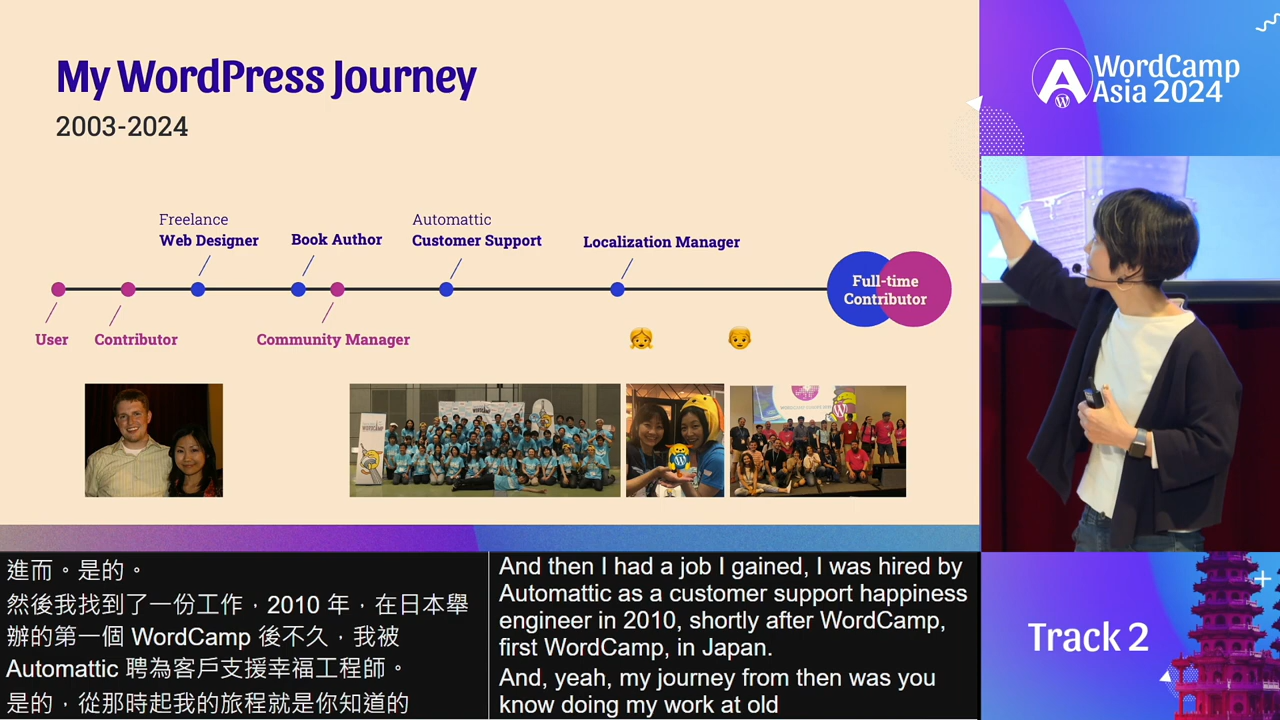 My WordPress Journey
2003-2024
Freelance
Web Designer
Book Author
Automattic
Customer Support
Localization Manager
Full-time
Contributor
User
Contributor
Community Manager
WordCamp
Asia 2024
進而。是的。
然後我找到了一份工作，2010 年，在日本舉
辦的第一個 WordCamp 後不久，我被
Automattic 聘為客戶支援幸福工程師。
是的，從那時起我的旅程就是你知道的
And then I had a job I gained, I was hired by
Automattic as a customer support happiness
engineer in 2010, shortly after WordCamp,
first WordCamp, in Japan.
And, yeah, my journey from then was you
know doing my work at old
Track 2